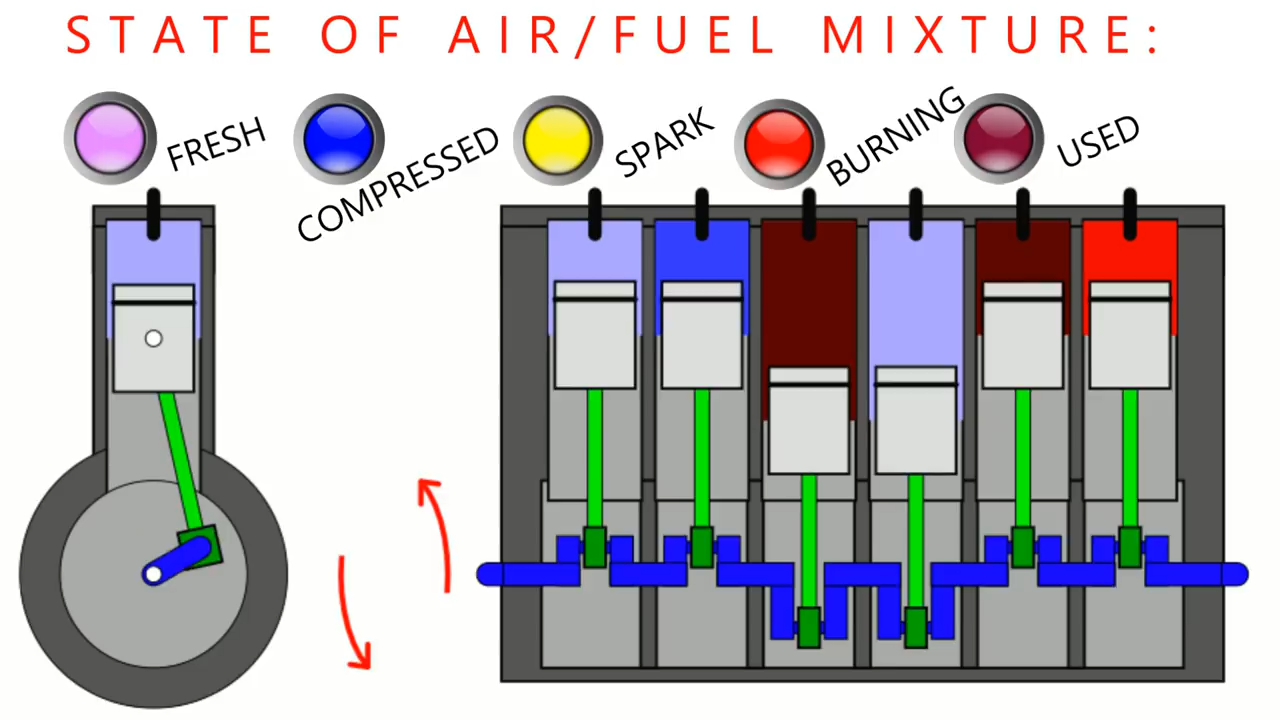 STATE OF AIR/FUEL MIXTURE:
FRESH
COMPRESSED
SPARK
BURNING
USED